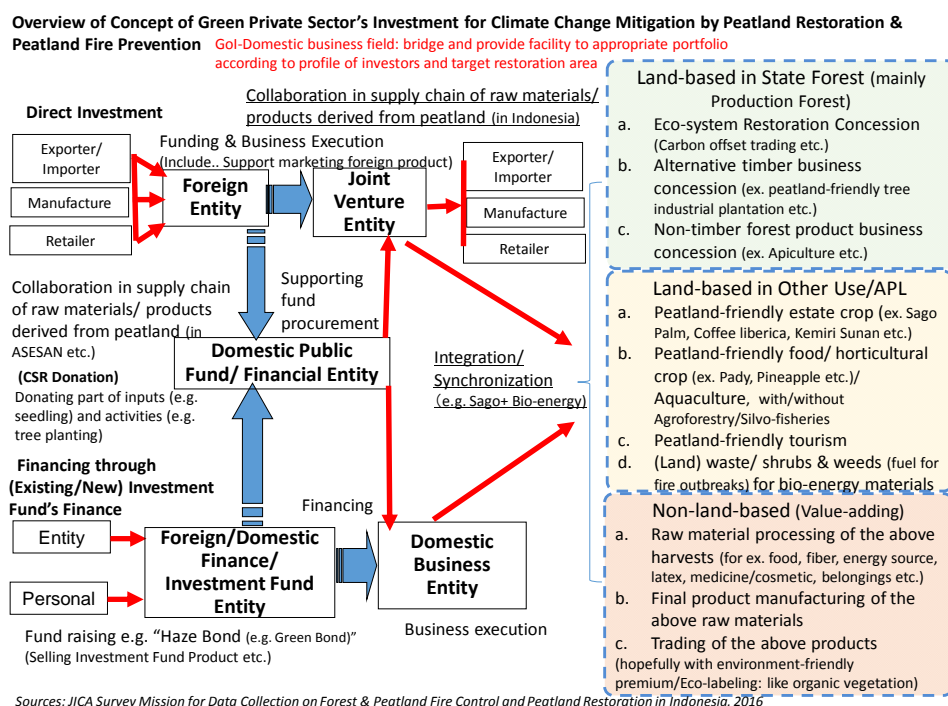 Overview of Concept of Green Private Sector's Investment for Climate Change Mitigation by Peatland Restoration &
Peatland Fire Prevention
GoI-Domestic business field: bridge and provide facility to appropriate portfolio
according to profile of investors and target restoration area
Collaboration in supply chain of raw materials/
products derived from peatland (in Indonesia)
Direct Investment
Exporter/
Importer
Manufacture
Retailer
Funding & Business Execution
(Include.. Support marketing foreign product)
Foreign
Entity
Joint
Venture
Entity
Exporter/
Importer
Manufacture
Retailer
Collaboration in supply chain
of raw materials/ products
derived from peatland (in
ASESAN etc.)
Supporting
fund
procurement
Domestic Public
Fund/ Financial Entity
(CSR Donation)
Donating part of inputs (e.g.
seedling) and activities (e.g.
tree planting)
Integration/
Synchronization
(e.g. Sago+ Bio-energy)
Financing through
(Existing/New) Investment
Fund's Finance
Entity
Personal
Financing
Foreign/Domestic
Finance/
Investment Fund
Entity
Domestic
Business
Entity
Business execution
Fund raising e.g. "Haze Bond (e.g. Green Bond)"
(Selling Investment Fund Product etc.)
Land-based in State Forest (mainly
Production Forest)
a. Eco-system Restoration Concession
(Carbon offset trading etc.)
b. Alternative timber business
concession (ex. peatland-friendly tree
industrial plantation etc.)
c. Non-timber forest product business
concession (ex. Apiculture etc.)
Land-based in Other Use/APL
a. Peatland-friendly estate crop (ex. Sago
Palm, Coffee liberica, Kemiri Sunan etc.)
b. Peatland-friendly food/ horticultural
crop (ex. Pady, Pineapple etc.)/
Aquaculture, with/without
Agroforestry/Silvo-fisheries
c. Peatland-friendly tourism
d. (Land) waste/ shrubs & weeds (fuel for
fire outbreaks) for bio-energy materials
Non-land-based (Value-adding)
a. Raw material processing of the above
harvests (for ex. food, fiber, energy source,
latex, medicine/cosmetic, belongings etc.)
b. Final product manufacturing of the
above raw materials
c. Trading of the above products
(hopefully with environment-friendly
premium/Eco-labeling: like organic vegetation)
Sources: JICA Survey Mission for Data Collection on Forest & Peatland Fire Control and Peatland Restoration in Indonesia, 2016